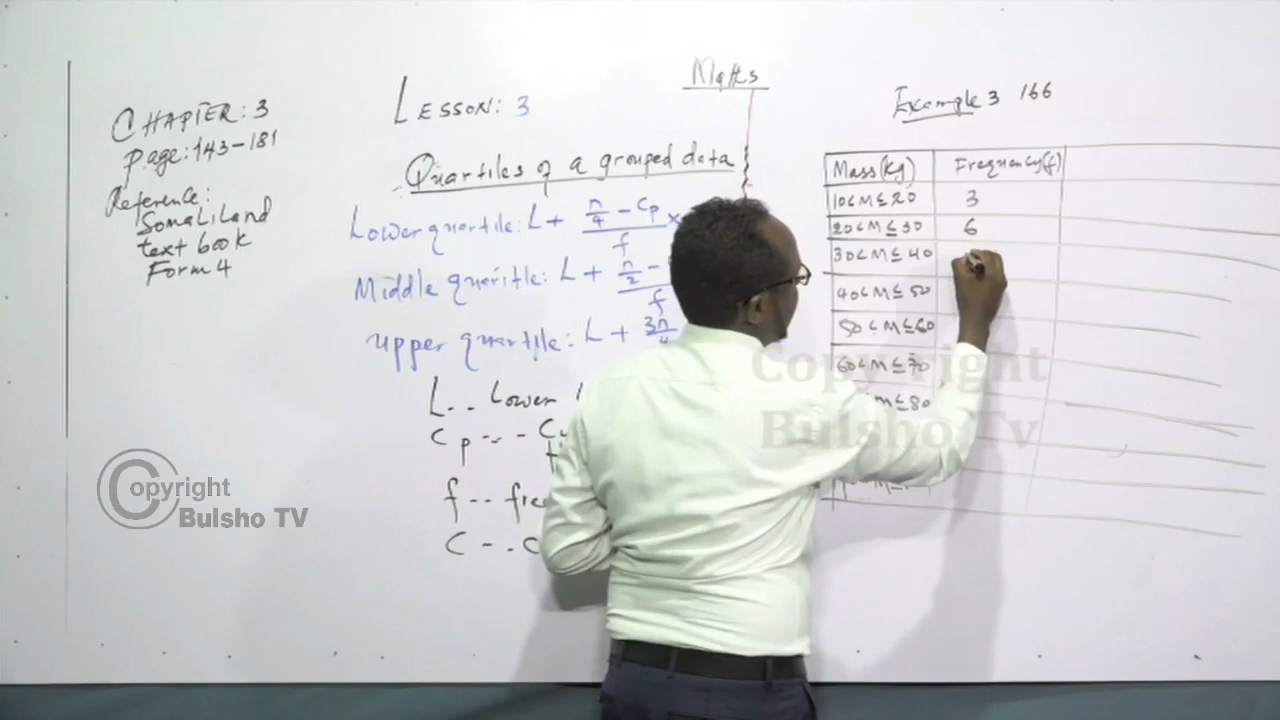 Maths
CHAPTER: 3
Page: 143-181
Reference:
Somaliland
text book
Form 4
LESSON: 3
Quartiles of a grouped data
Lower quartile: L + n/4 - Cp / f ×
Middle quaritle: L + n/2 - / f
upper quartile: L + 3n/4
L.. Lower
Cp --
f -- fre
C -.
Example 3 166
Mass(kg) Frequency(f)
10<M≤20 3
20<M≤30 6
30<M≤40
40<M≤50
50<M≤60
60<M≤70
M≤80
Copyright
Bulsho Tv
Copyright
Bulsho TV